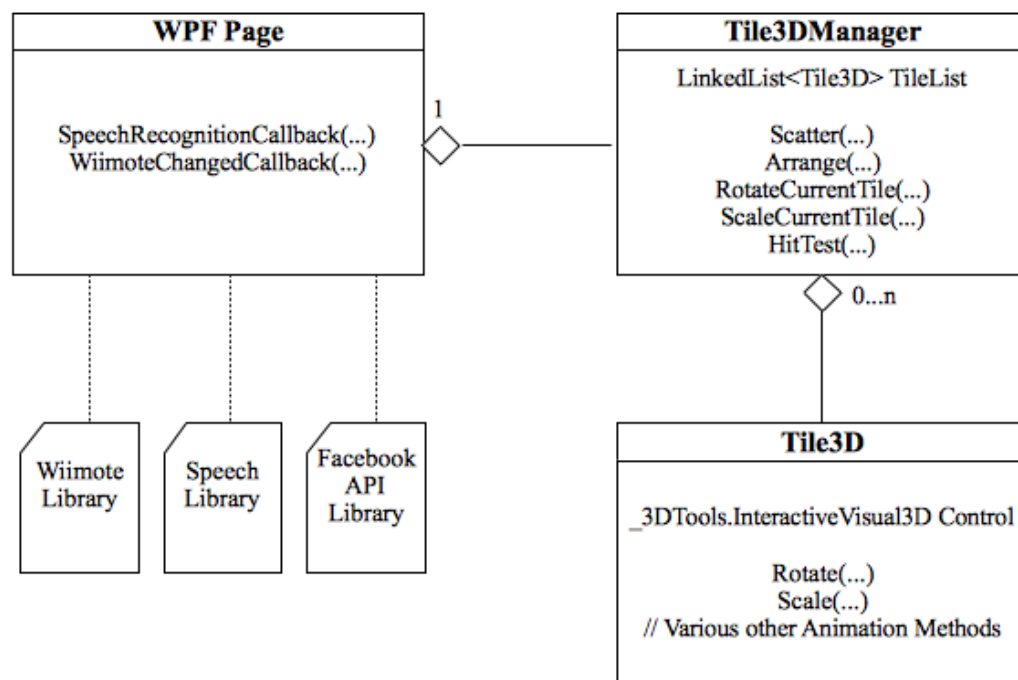 WPF Page
SpeechRecognitionCallback(...)
WiimoteChangedCallback(...)
1
Tile3DManager
LinkedList<Tile3D> TileList
Scatter(...)
Arrange(...)
RotateCurrentTile(...)
ScaleCurrentTile(...)
HitTest(...)
0...n
Wiimote
Library
Speech
Library
Facebook
API
Library
Tile3D
_3DTools.InteractiveVisual3D Control
Rotate(...)
Scale(...)
// Various other Animation Methods